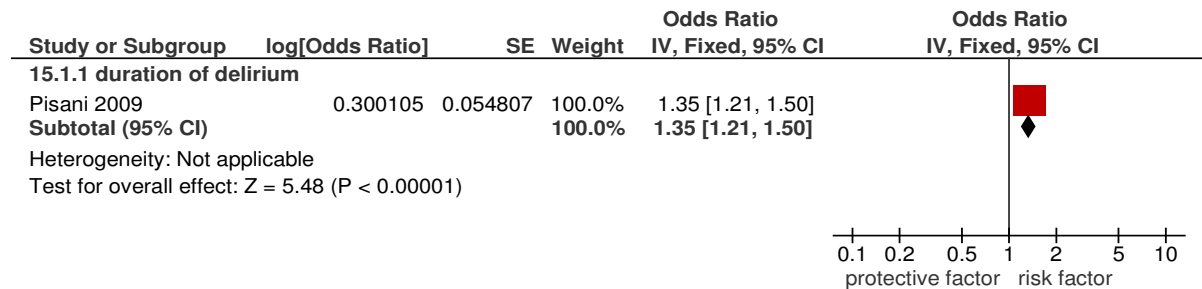 Odds Ratio Odds Ratio
Study or Subgroup log[Odds Ratio] SE Weight IV, Fixed, 95% CI IV, Fixed, 95% CI
15.1.1 duration of delirium
Pisani 2009 0.300105 0.054807 100.0% 1.35 [1.21, 1.50]
Subtotal (95% CI) 100.0% 1.35 [1.21, 1.50]
Heterogeneity: Not applicable
Test for overall effect: Z = 5.48 (P < 0.00001)
0.1 0.2 0.5 1 2 5 10
protective factor risk factor